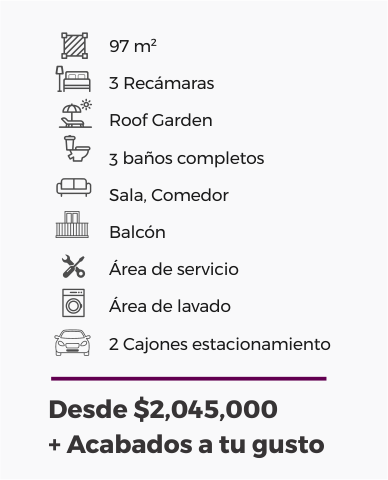 97 m²
3 Recámaras
Roof Garden
3 baños completos
Sala, Comedor
Balcón
Área de servicio
Área de lavado
2 Cajones estacionamiento
Desde $2,045,000
+ Acabados a tu gusto